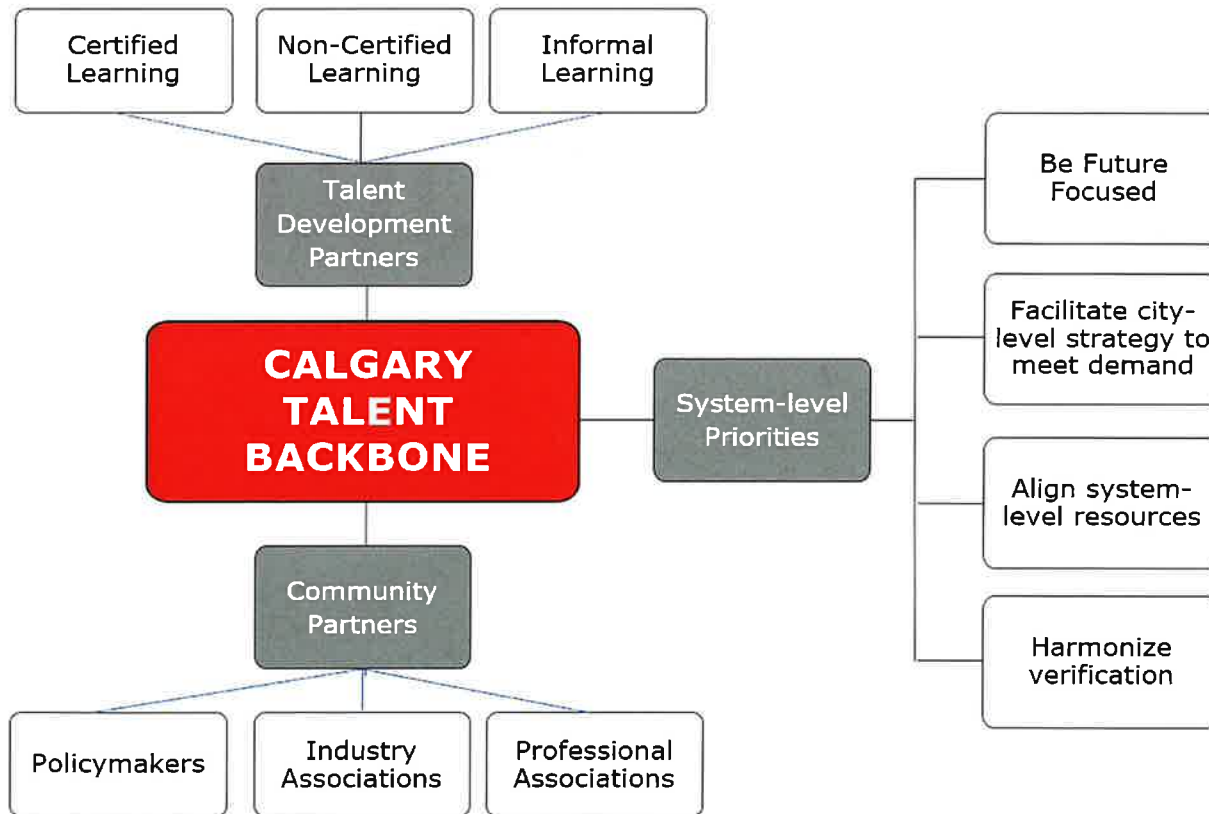 Certified
Learning
Non-Certified
Learning
Informal
Learning
Talent
Development
Partners
CALGARY
TALENT
BACKBONE
System-level
Priorities
Be Future
Focused
Facilitate city-
level strategy to
meet demand
Align system-
level resources
Harmonize
verification
Community
Partners
Policymakers
Industry
Associations
Professional
Associations